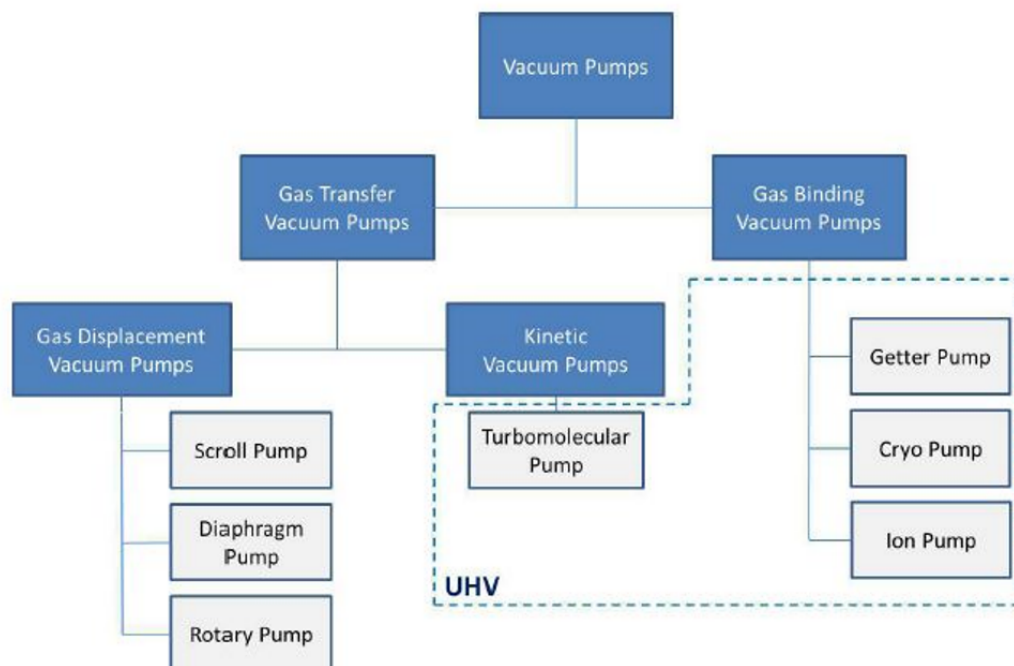 Vacuum Pumps
Gas Transfer
Vacuum Pumps
Gas Binding
Vacuum Pumps
Gas Displacement
Vacuum Pumps
Kinetic
Vacuum Pumps
Getter Pump
Turbomolecular
Pump
Scroll Pump
Cryo Pump
Diaphragm
Pump
Ion Pump
UHV
Rotary Pump